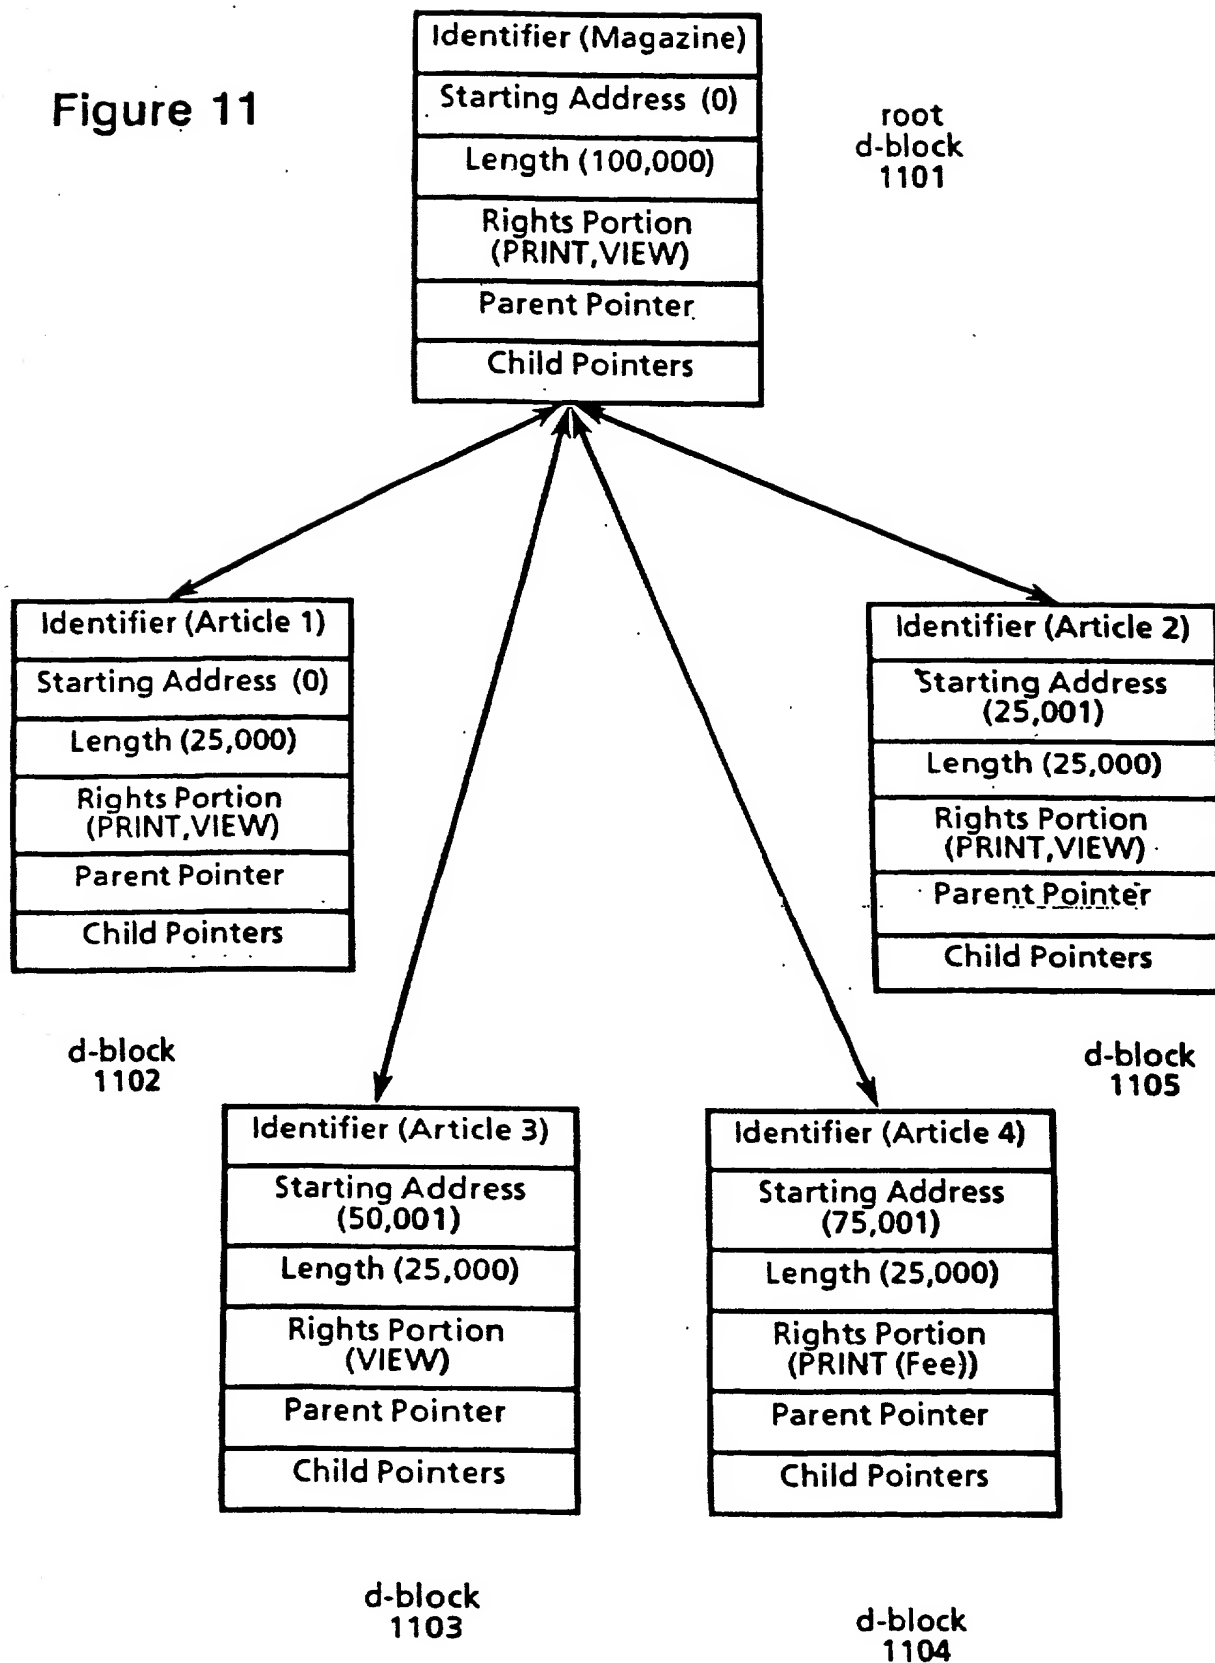 Figure 11
Identifier (Magazine)
Starting Address (0)
Length (100,000)
Rights Portion
(PRINT,VIEW)
Parent Pointer
Child Pointers
root
d-block
1101
Identifier (Article 1)
Starting Address (0)
Length (25,000)
Rights Portion
(PRINT,VIEW)
Parent Pointer
Child Pointers
d-block
1102
Identifier (Article 2)
Starting Address
(25,001)
Length (25,000)
Rights Portion
(PRINT,VIEW)
Parent Pointer
Child Pointers
d-block
1105
Identifier (Article 3)
Starting Address
(50,001)
Length (25,000)
Rights Portion
(VIEW)
Parent Pointer
Child Pointers
d-block
1103
Identifier (Article 4)
Starting Address
(75,001)
Length (25,000)
Rights Portion
(PRINT (Fee))
Parent Pointer
Child Pointers
d-block
1104